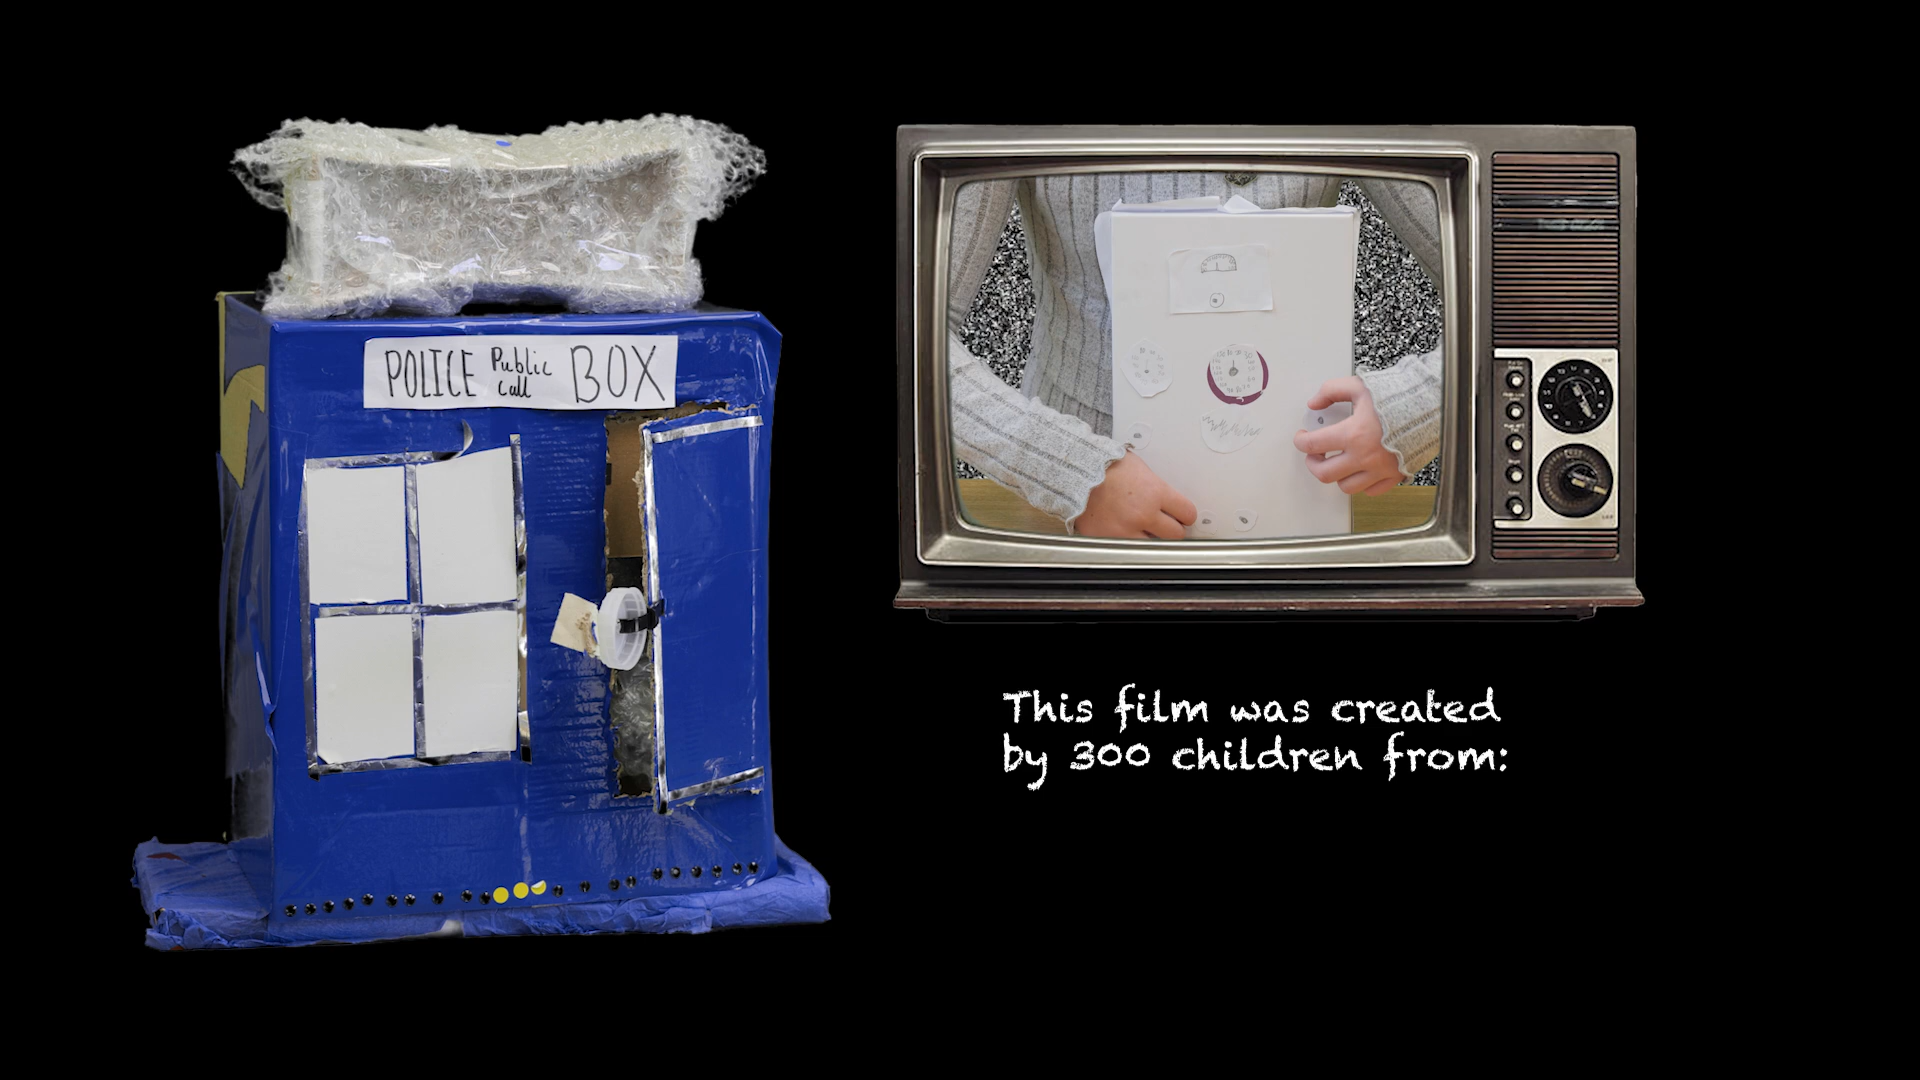 POLICE Public Call BOX
This film was created
by 300 children from: